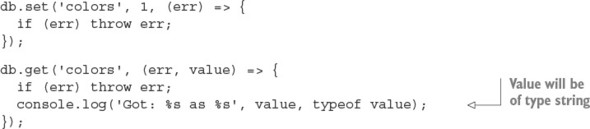 db.set('colors', 1, (err) => {
  if (err) throw err;
});
db.get('colors', (err, value) => {
  if (err) throw err;
  console.log('Got: %s as %s', value, typeof value);
});
Value will be
of type string